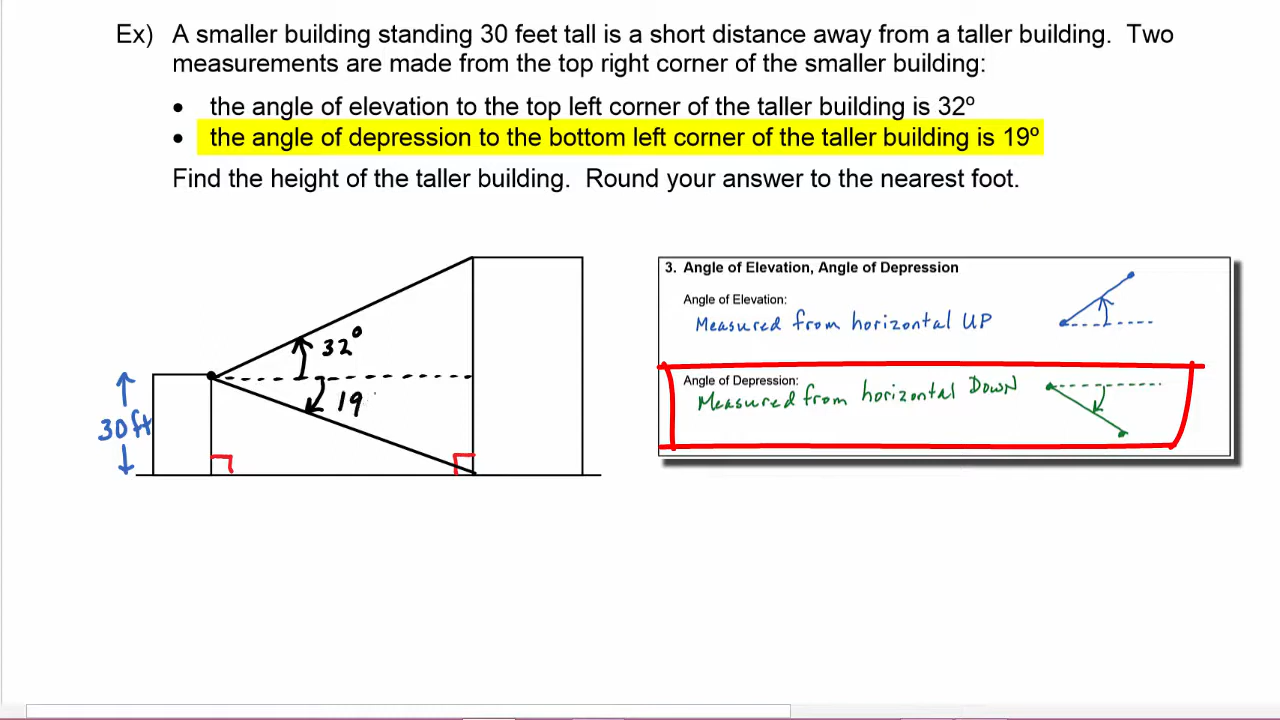 Ex) A smaller building standing 30 feet tall is a short distance away from a taller building. Two
measurements are made from the top right corner of the smaller building:
• the angle of elevation to the top left corner of the taller building is 32º
• the angle of depression to the bottom left corner of the taller building is 19º
Find the height of the taller building. Round your answer to the nearest foot.
32°
19
30 ft
3. Angle of Elevation, Angle of Depression
Angle of Elevation:
Measured from horizontal UP
Angle of Depression:
Measured from horizontal DOWN